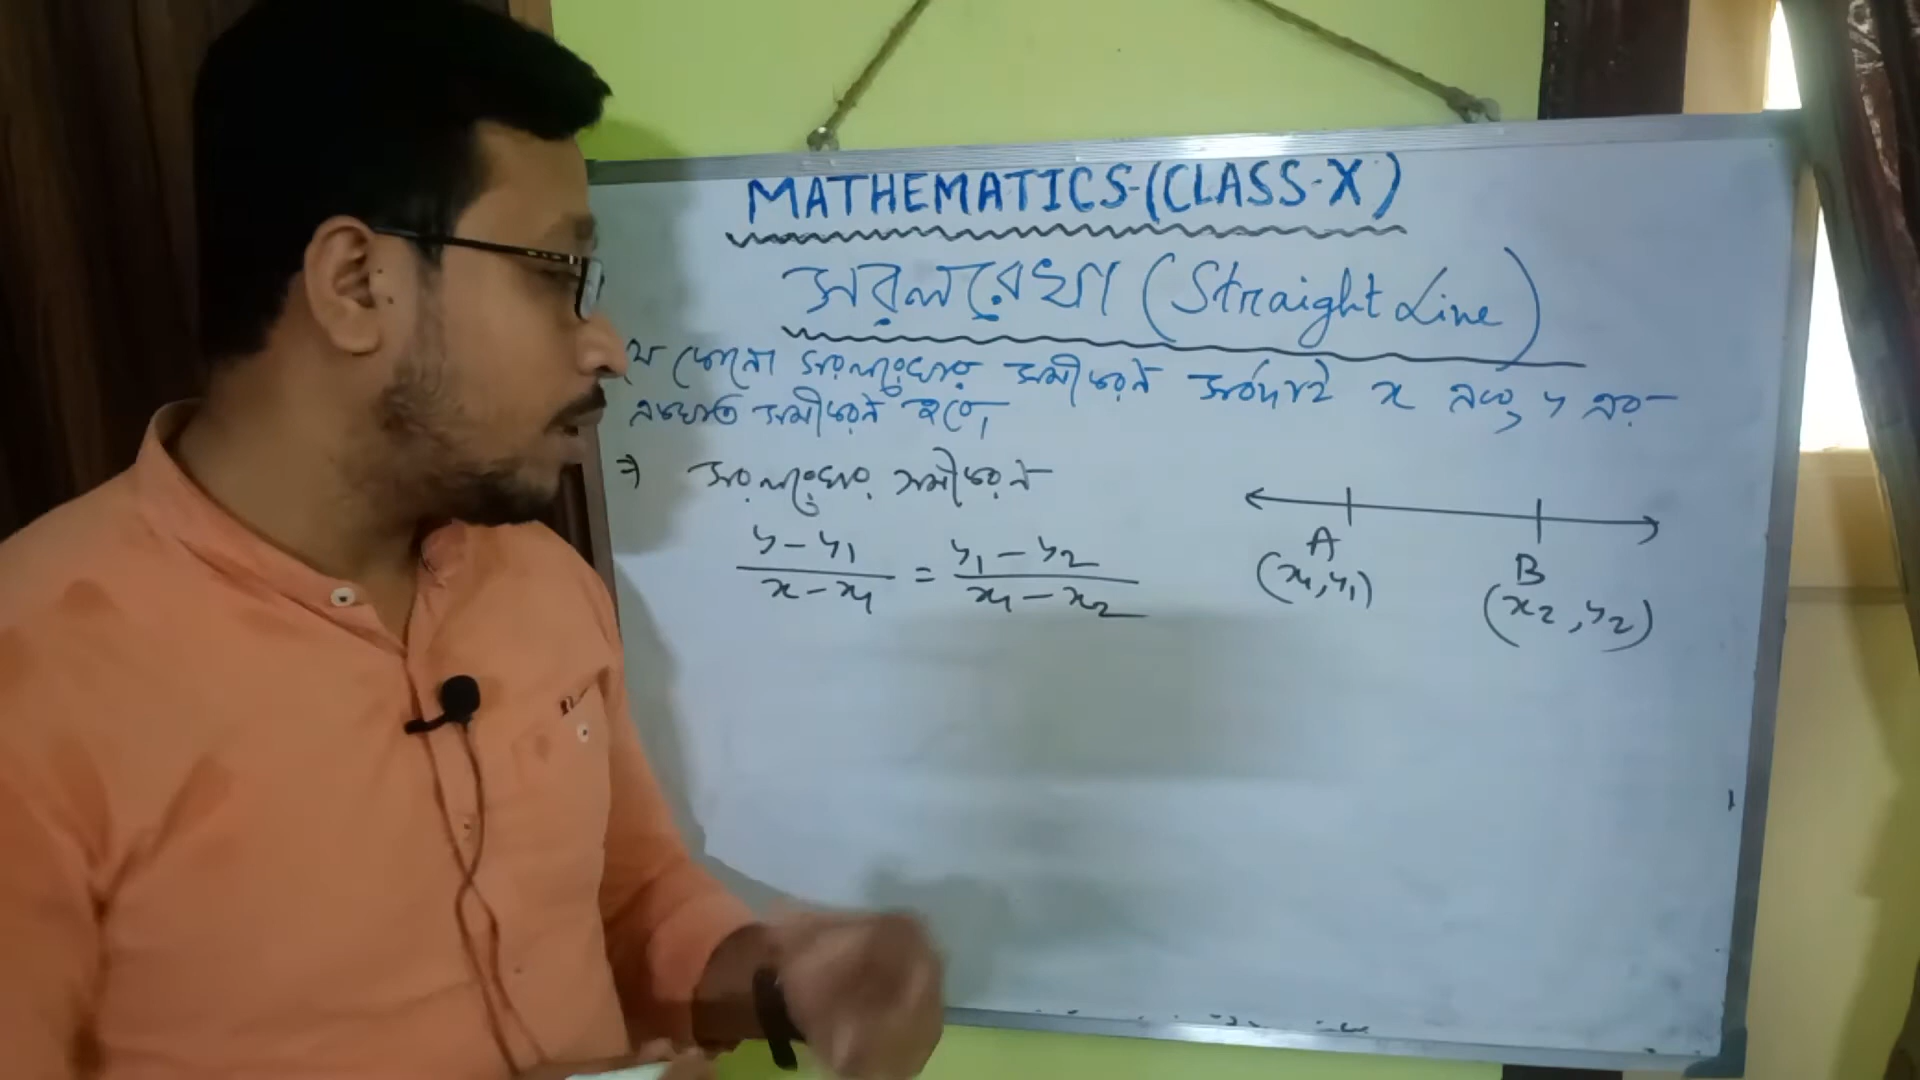 MATHEMATICS-(CLASS-X)
সরলরেখা (Straight Line)
যে কোনো সরলরেখার সমীকরণ সর্বদাই x এবং y এর
একঘাত সমীকরণ হবে।
⇒ সরলরেখার সমীকরণ
y-y₁ / x-x₁ = y₁-y₂ / x₁-x₂
A B
(x₁,y₁) (x₂,y₂)